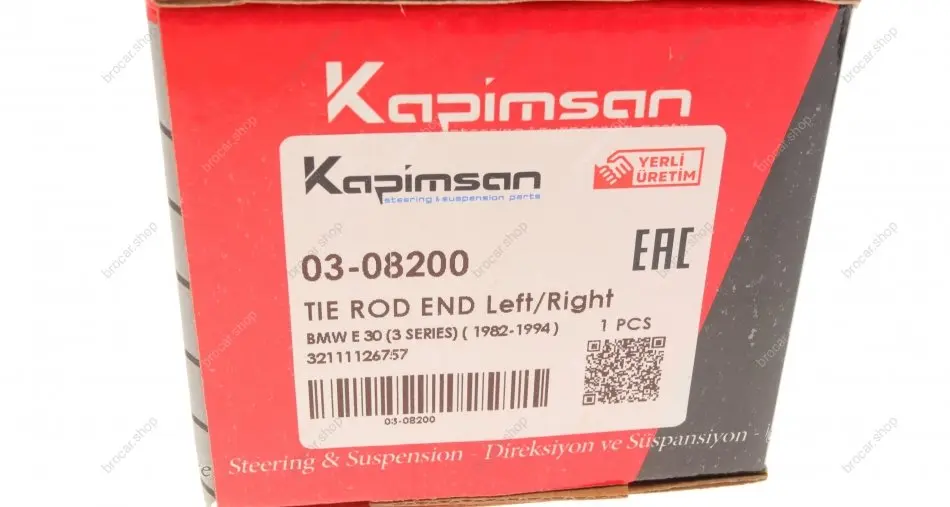 Kapimsan
Kapimsan
steering & suspension parts
YERLİ
ÜRETİM
03-08200
EAC
TIE ROD END Left/Right
BMW E 30 (3 SERIES) ( 1982-1994 )
1 PCS
32111126757
03-08200
Steering & Suspension - Direksiyon ve Süspansiyon -
brocar.shop